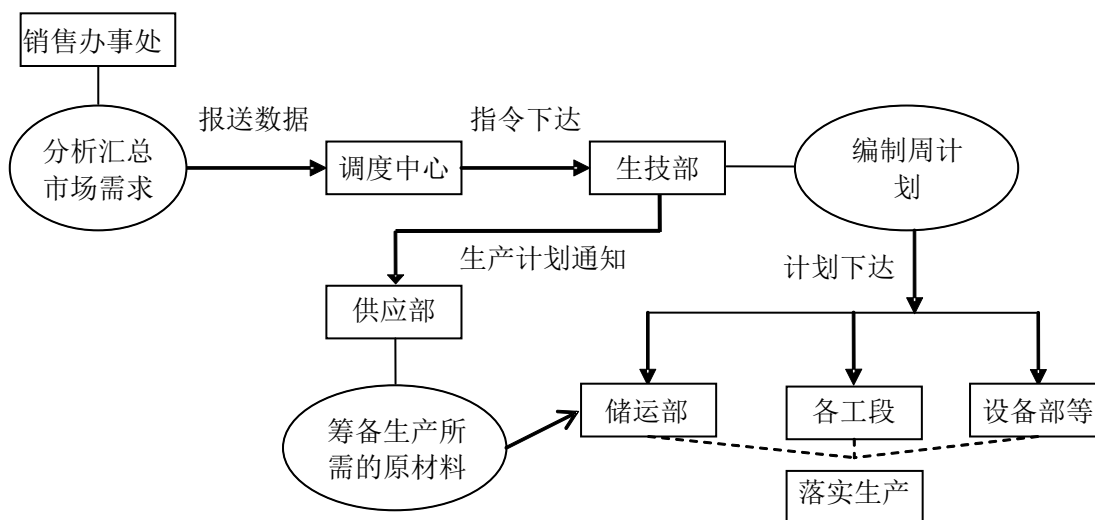 销售办事处
分析汇总
市场需求
报送数据
调度中心
指令下达
生技部
编制周计
划
生产计划通知
计划下达
供应部
筹备生产所
需的原材料
储运部
各工段
设备部等
落实生产